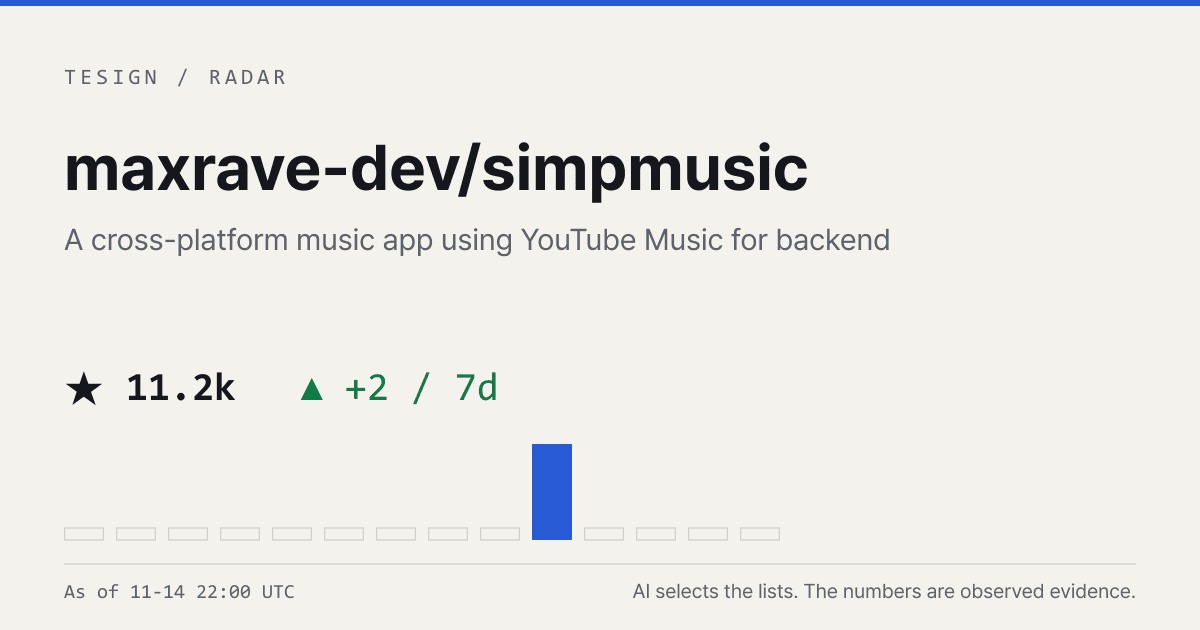 TESIGN / RADAR
maxrave-dev/simpmusic
A cross-platform music app using YouTube Music for backend
★ 11.2k ▲ +2 / 7d
As of 11-14 22:00 UTC
AI selects the lists. The numbers are observed evidence.